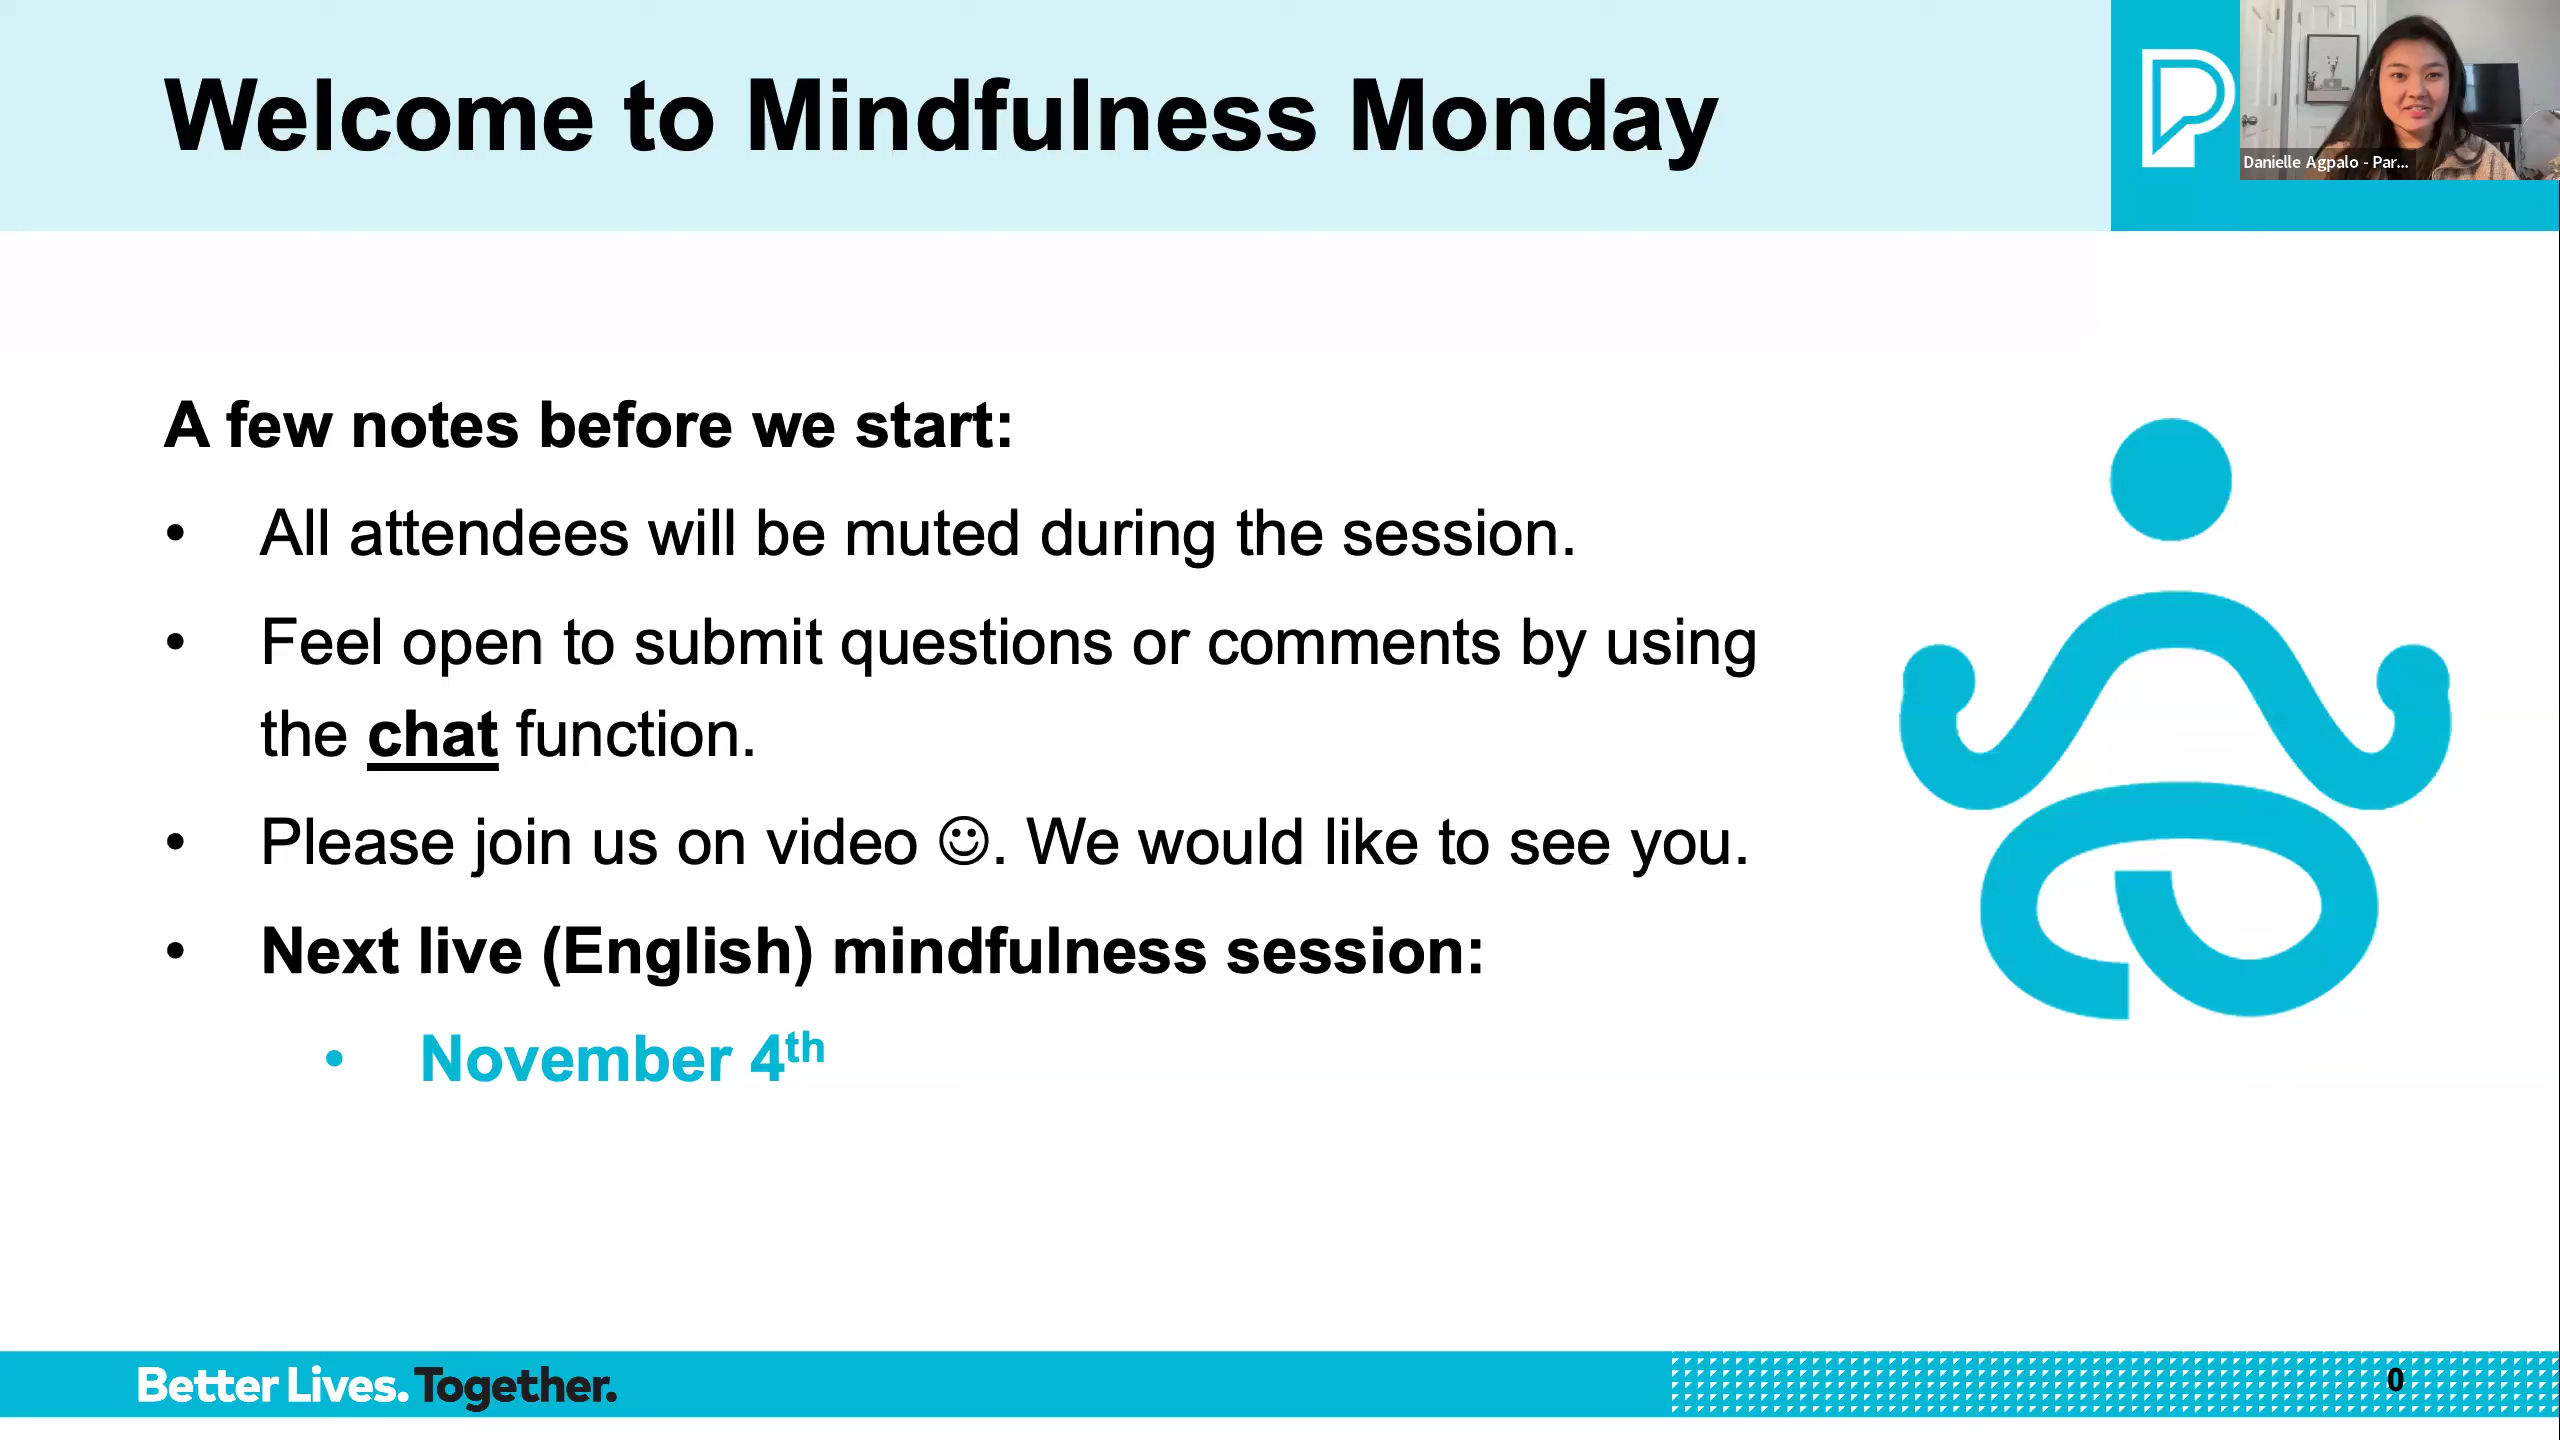 Welcome to Mindfulness Monday
Danielle Agpalo - Par...
A few notes before we start:
• All attendees will be muted during the session.
• Feel open to submit questions or comments by using
the chat function.
• Please join us on video ☺. We would like to see you.
• Next live (English) mindfulness session:
• November 4th
Better Lives. Together.
0